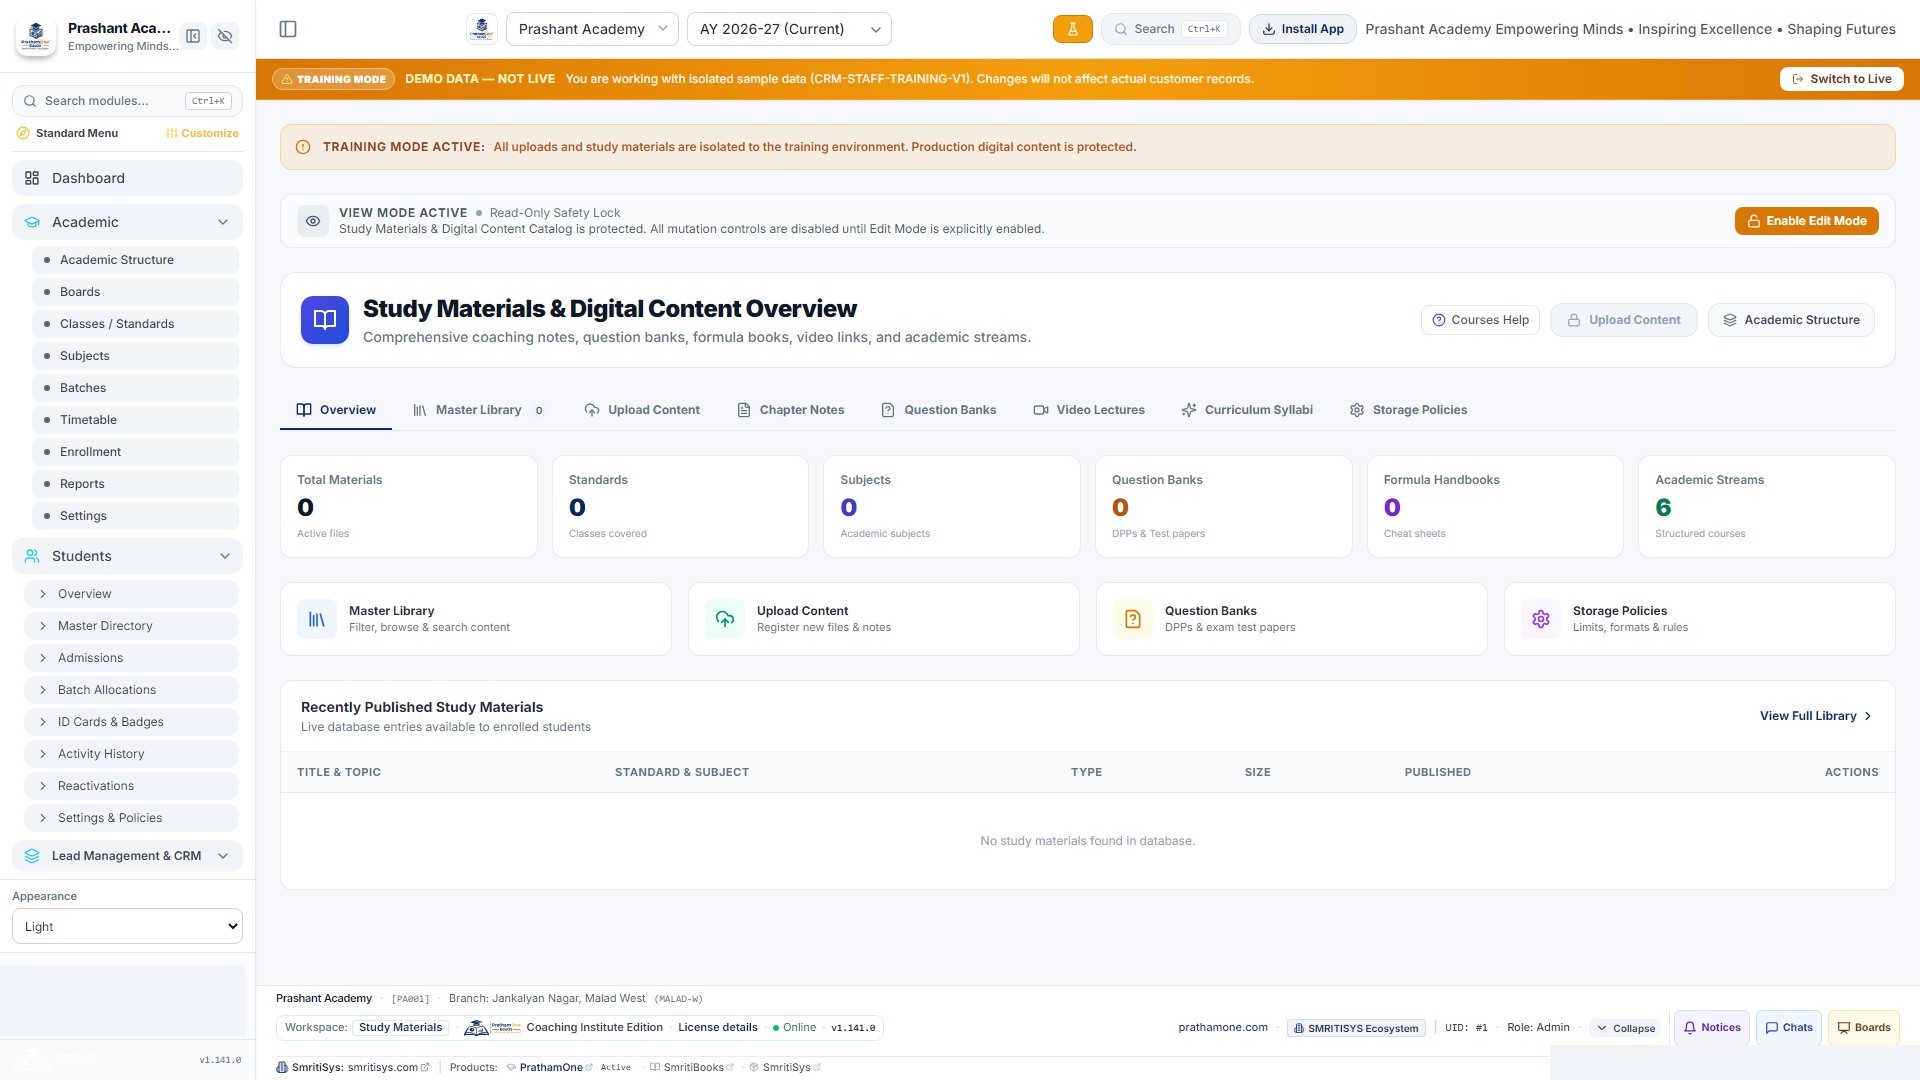 Prashant Aca...
Empowering Minds...
Search modules...
Ctrl+K
Standard Menu
Customize
Dashboard
Academic
Academic Structure
Boards
Classes / Standards
Subjects
Batches
Timetable
Enrollment
Reports
Settings
Students
Overview
Master Directory
Admissions
Batch Allocations
ID Cards & Badges
Activity History
Reactivations
Settings & Policies
Lead Management & CRM
Appearance
Light
v1.141.0
Prashant Academy
AY 2026-27 (Current)
Search
Ctrl+K
Install App
Prashant Academy Empowering Minds • Inspiring Excellence • Shaping Futures
TRAINING MODE
DEMO DATA — NOT LIVE
You are working with isolated sample data (CRM-STAFF-TRAINING-V1). Changes will not affect actual customer records.
Switch to Live
TRAINING MODE ACTIVE: All uploads and study materials are isolated to the training environment. Production digital content is protected.
VIEW MODE ACTIVE • Read-Only Safety Lock
Study Materials & Digital Content Catalog is protected. All mutation controls are disabled until Edit Mode is explicitly enabled.
Enable Edit Mode
Study Materials & Digital Content Overview
Comprehensive coaching notes, question banks, formula books, video links, and academic streams.
Courses Help
Upload Content
Academic Structure
Overview
Master Library 0
Upload Content
Chapter Notes
Question Banks
Video Lectures
Curriculum Syllabi
Storage Policies
Total Materials
0
Active files
Standards
0
Classes covered
Subjects
0
Academic subjects
Question Banks
0
DPPs & Test papers
Formula Handbooks
0
Cheat sheets
Academic Streams
6
Structured courses
Master Library
Filter, browse & search content
Upload Content
Register new files & notes
Question Banks
DPPs & exam test papers
Storage Policies
Limits, formats & rules
Recently Published Study Materials
Live database entries available to enrolled students
View Full Library
TITLE & TOPIC
STANDARD & SUBJECT
TYPE
SIZE
PUBLISHED
ACTIONS
No study materials found in database.
Prashant Academy · [PA001] · Branch: Jankalyan Nagar, Malad West (MALAD-W)
Workspace: Study Materials · Coaching Institute Edition · License details · Online · v1.141.0
prathamone.com · SMRITISYS Ecosystem | UID: #1 · Role: Admin · Collapse
Notices
Chats
Boards
SmritiSys: smritisys.com | Products: PrathamOne Active · SmritiBooks · SmritiSys